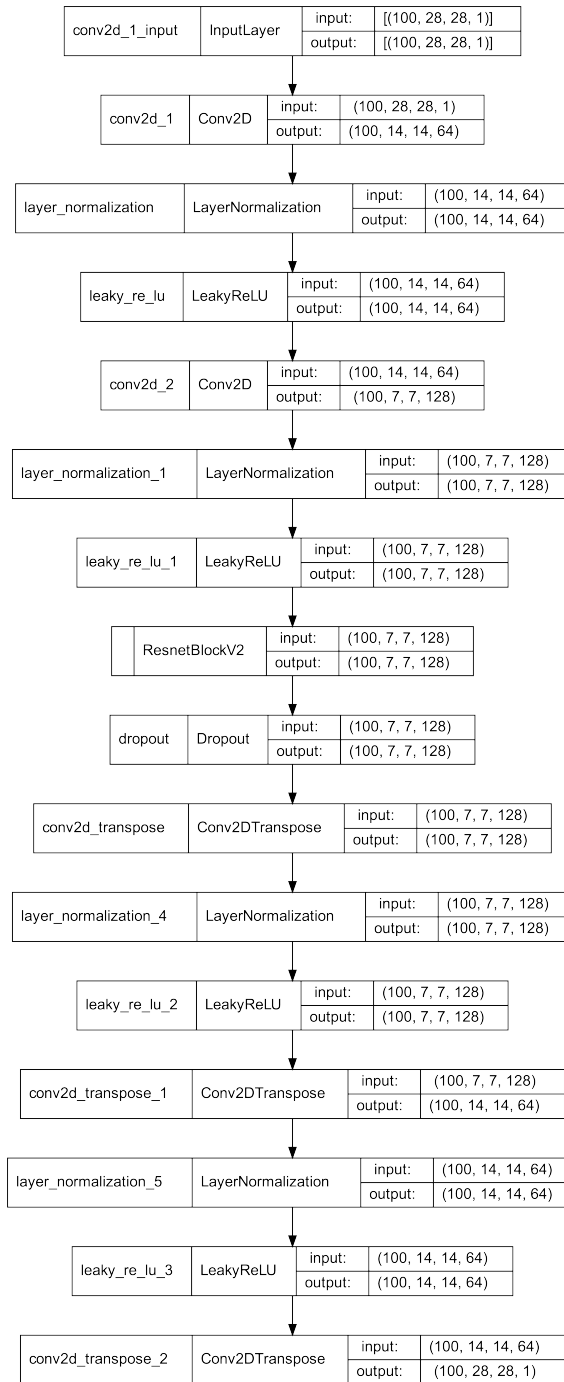 conv2d_1_input InputLayer input: [(100, 28, 28, 1)]
output: [(100, 28, 28, 1)]
conv2d_1 Conv2D input: (100, 28, 28, 1)
output: (100, 14, 14, 64)
layer_normalization LayerNormalization input: (100, 14, 14, 64)
output: (100, 14, 14, 64)
leaky_re_lu LeakyReLU input: (100, 14, 14, 64)
output: (100, 14, 14, 64)
conv2d_2 Conv2D input: (100, 14, 14, 64)
output: (100, 7, 7, 128)
layer_normalization_1 LayerNormalization input: (100, 7, 7, 128)
output: (100, 7, 7, 128)
leaky_re_lu_1 LeakyReLU input: (100, 7, 7, 128)
output: (100, 7, 7, 128)
ResnetBlockV2 input: (100, 7, 7, 128)
output: (100, 7, 7, 128)
dropout Dropout input: (100, 7, 7, 128)
output: (100, 7, 7, 128)
conv2d_transpose Conv2DTranspose input: (100, 7, 7, 128)
output: (100, 7, 7, 128)
layer_normalization_4 LayerNormalization input: (100, 7, 7, 128)
output: (100, 7, 7, 128)
leaky_re_lu_2 LeakyReLU input: (100, 7, 7, 128)
output: (100, 7, 7, 128)
conv2d_transpose_1 Conv2DTranspose input: (100, 7, 7, 128)
output: (100, 14, 14, 64)
layer_normalization_5 LayerNormalization input: (100, 14, 14, 64)
output: (100, 14, 14, 64)
leaky_re_lu_3 LeakyReLU input: (100, 14, 14, 64)
output: (100, 14, 14, 64)
conv2d_transpose_2 Conv2DTranspose input: (100, 14, 14, 64)
output: (100, 28, 28, 1)